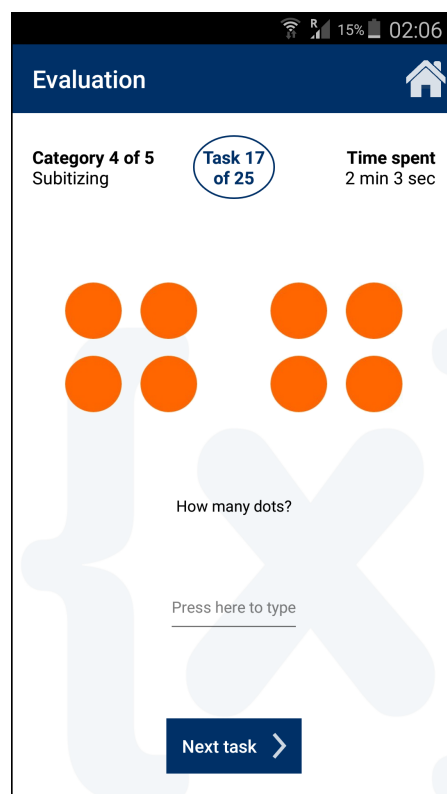 R 15% 02:06
Evaluation
Category 4 of 5
Subitizing
Task 17
of 25
Time spent
2 min 3 sec
How many dots?
Press here to type
Next task